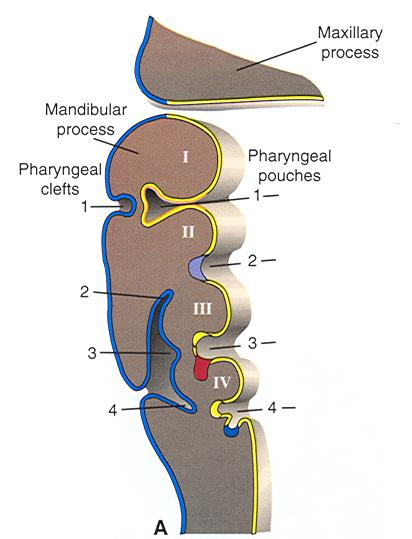 Maxillary
process
Mandibular
process
I
Pharyngeal
clefts
Pharyngeal
pouches
1
1
II
2
2
III
3
3
IV
4
4
A